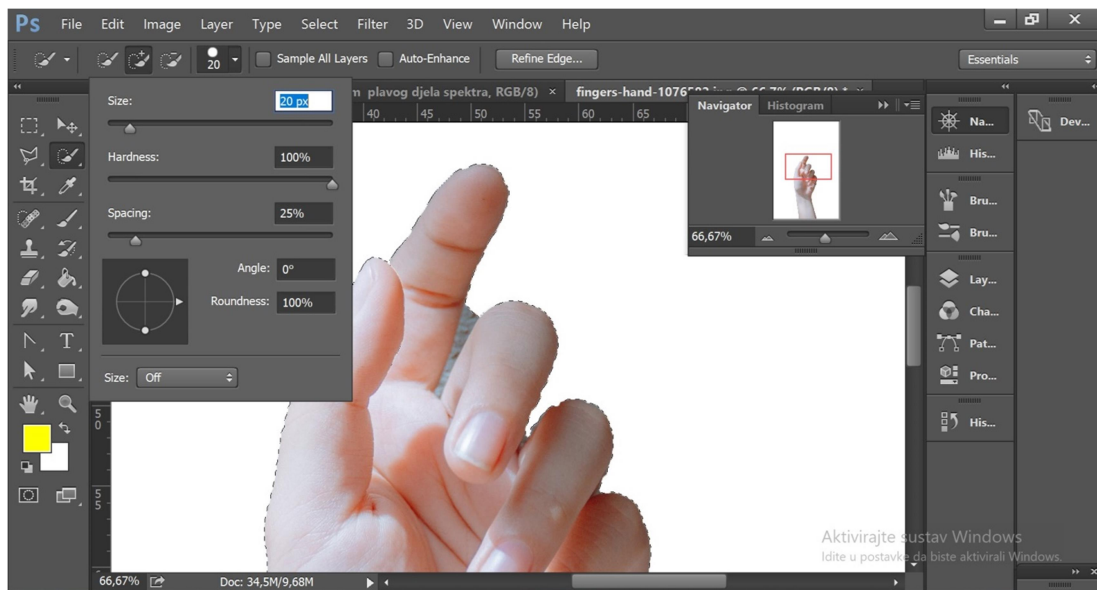 Ps File Edit Image Layer Type Select Filter 3D View Window Help
20 Sample All Layers Auto-Enhance Refine Edge... Essentials
plavog djela spektra, RGB/8) × fingers-hand-1076
Size: 20 px
Hardness: 100%
Spacing: 25%
Angle: 0°
Roundness: 100%
Size: Off
40 45 50 55 60 65
Navigator Histogram
66,67%
Na...
His...
Bru...
Bru...
Lay...
Cha...
Pat...
Pro...
His...
Dev...
T
50
55
Aktivirajte sustav Windows
Idite u postavke da biste aktivirali Windows.
66,67% Doc: 34,5M/9,68M